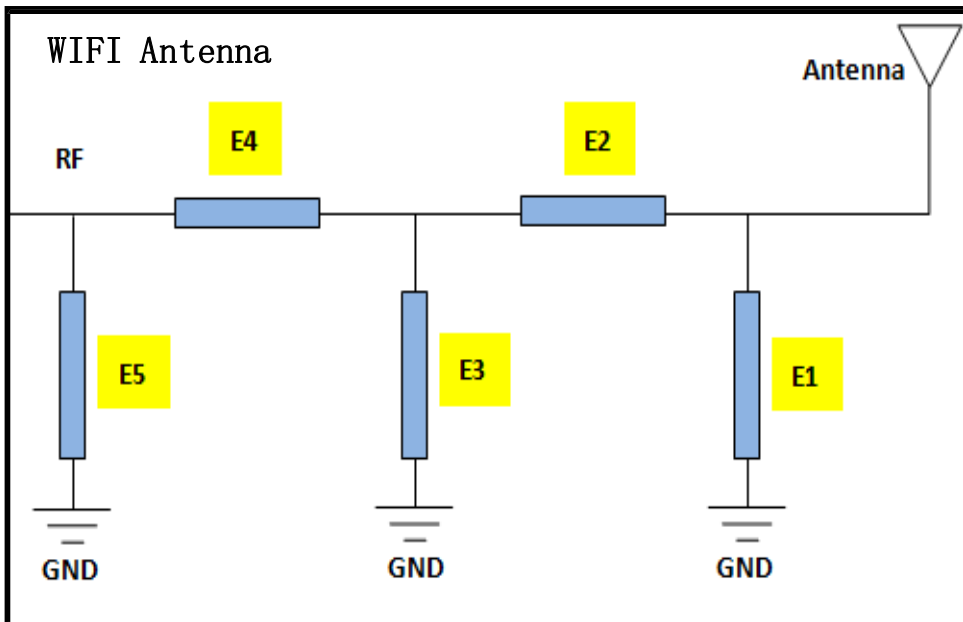 WIFI Antenna
Antenna
E4
E2
RF
E5
E3
E1
GND
GND
GND